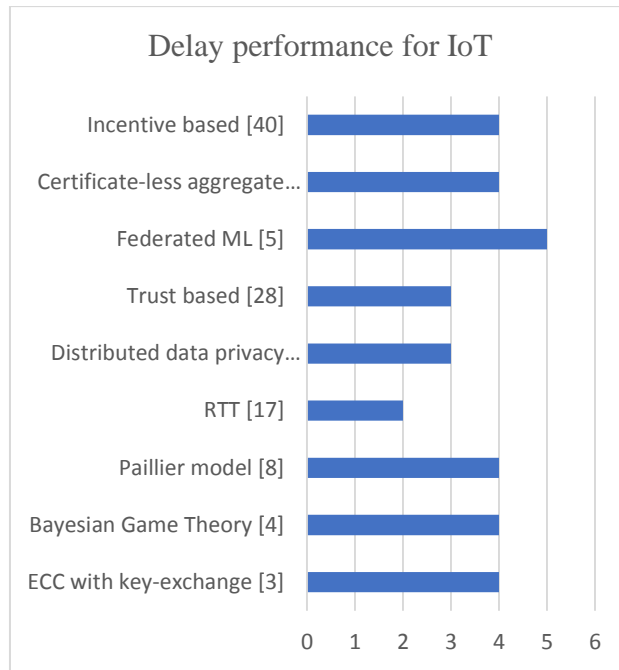 Delay performance for IoT
Incentive based [40]
Certificate-less aggregate...
Federated ML [5]
Trust based [28]
Distributed data privacy...
RTT [17]
Paillier model [8]
Bayesian Game Theory [4]
ECC with key-exchange [3]
0 1 2 3 4 5 6